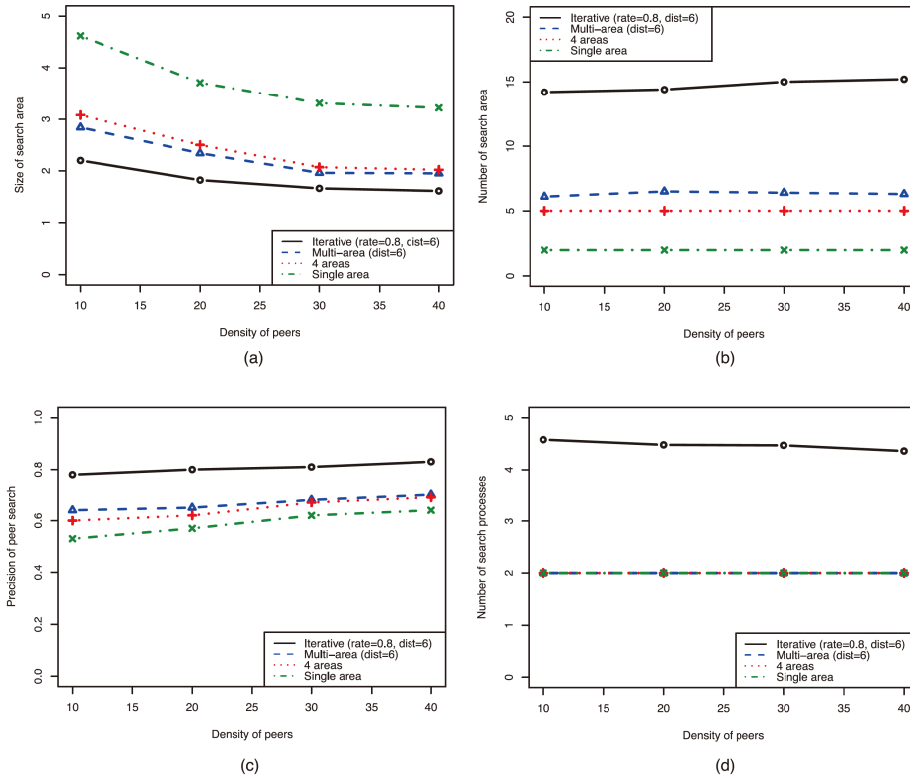 5
4
3
2
1
0
Size of search area
Iterative (rate=0.8, cist=6)
Multi−area (dist=6)
4 areas
Single area
10 15 20 25 30 35 40
Density of peers
(a)
20
15
10
5
0
Number of search area
Iterative (rate=0.8, dist=6)
Multi−area (dist=6)
4 areas
Single area
10 15 20 25 30 35 40
Density of peers
(b)
1.0
0.8
0.6
0.4
0.2
0.0
Precision of peer search
Iterative (rate=0.8, dist=6)
Multi−area (dist=6)
4 areas
Single area
10 15 20 25 30 35 40
Density of peers
(c)
5
4
3
2
1
0
Number of search processes
Iterative (rate=0.8, dist=6)
Multi−area (dist=6)
4 areas
Single area
10 15 20 25 30 35 40
Density of peers
(d)